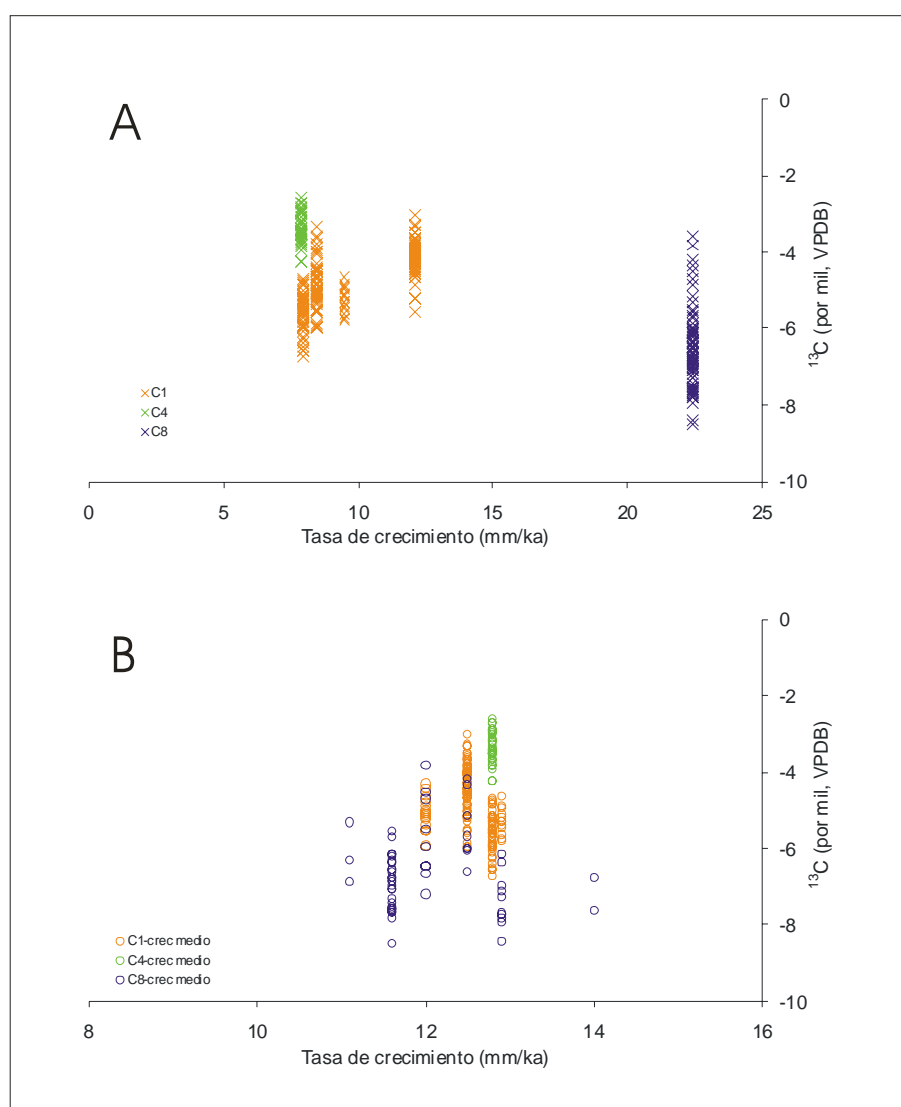 A
0
-2
-4
-6
-8
-10
¹³C (por mil, VPDB)
C1
C4
C8
0 5 10 15 20 25
Tasa de crecimiento (mm/ka)
B
0
-2
-4
-6
-8
-10
¹³C (por mil, VPDB)
C1-crec medio
C4-crec medio
C8-crec medio
8 10 12 14 16
Tasa de crecimiento (mm/ka)